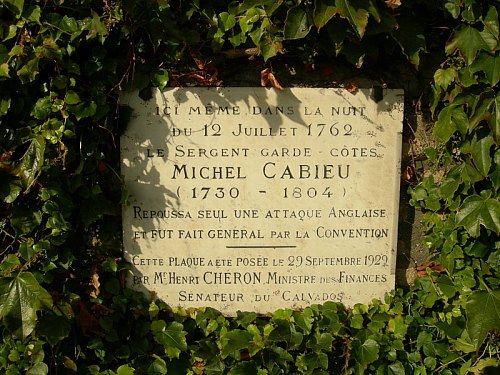 Ici même dans la nuit
du 12 Juillet 1762
le Sergent garde-côtes
Michel CABIEU
(1730 - 1804)
Repoussa seul une attaque Anglaise
et fut fait général par la Convention
Cette plaque a été posée le 29 Septembre 1929
par Mr Henri CHÉRON, Ministre des Finances
Sénateur du Calvados